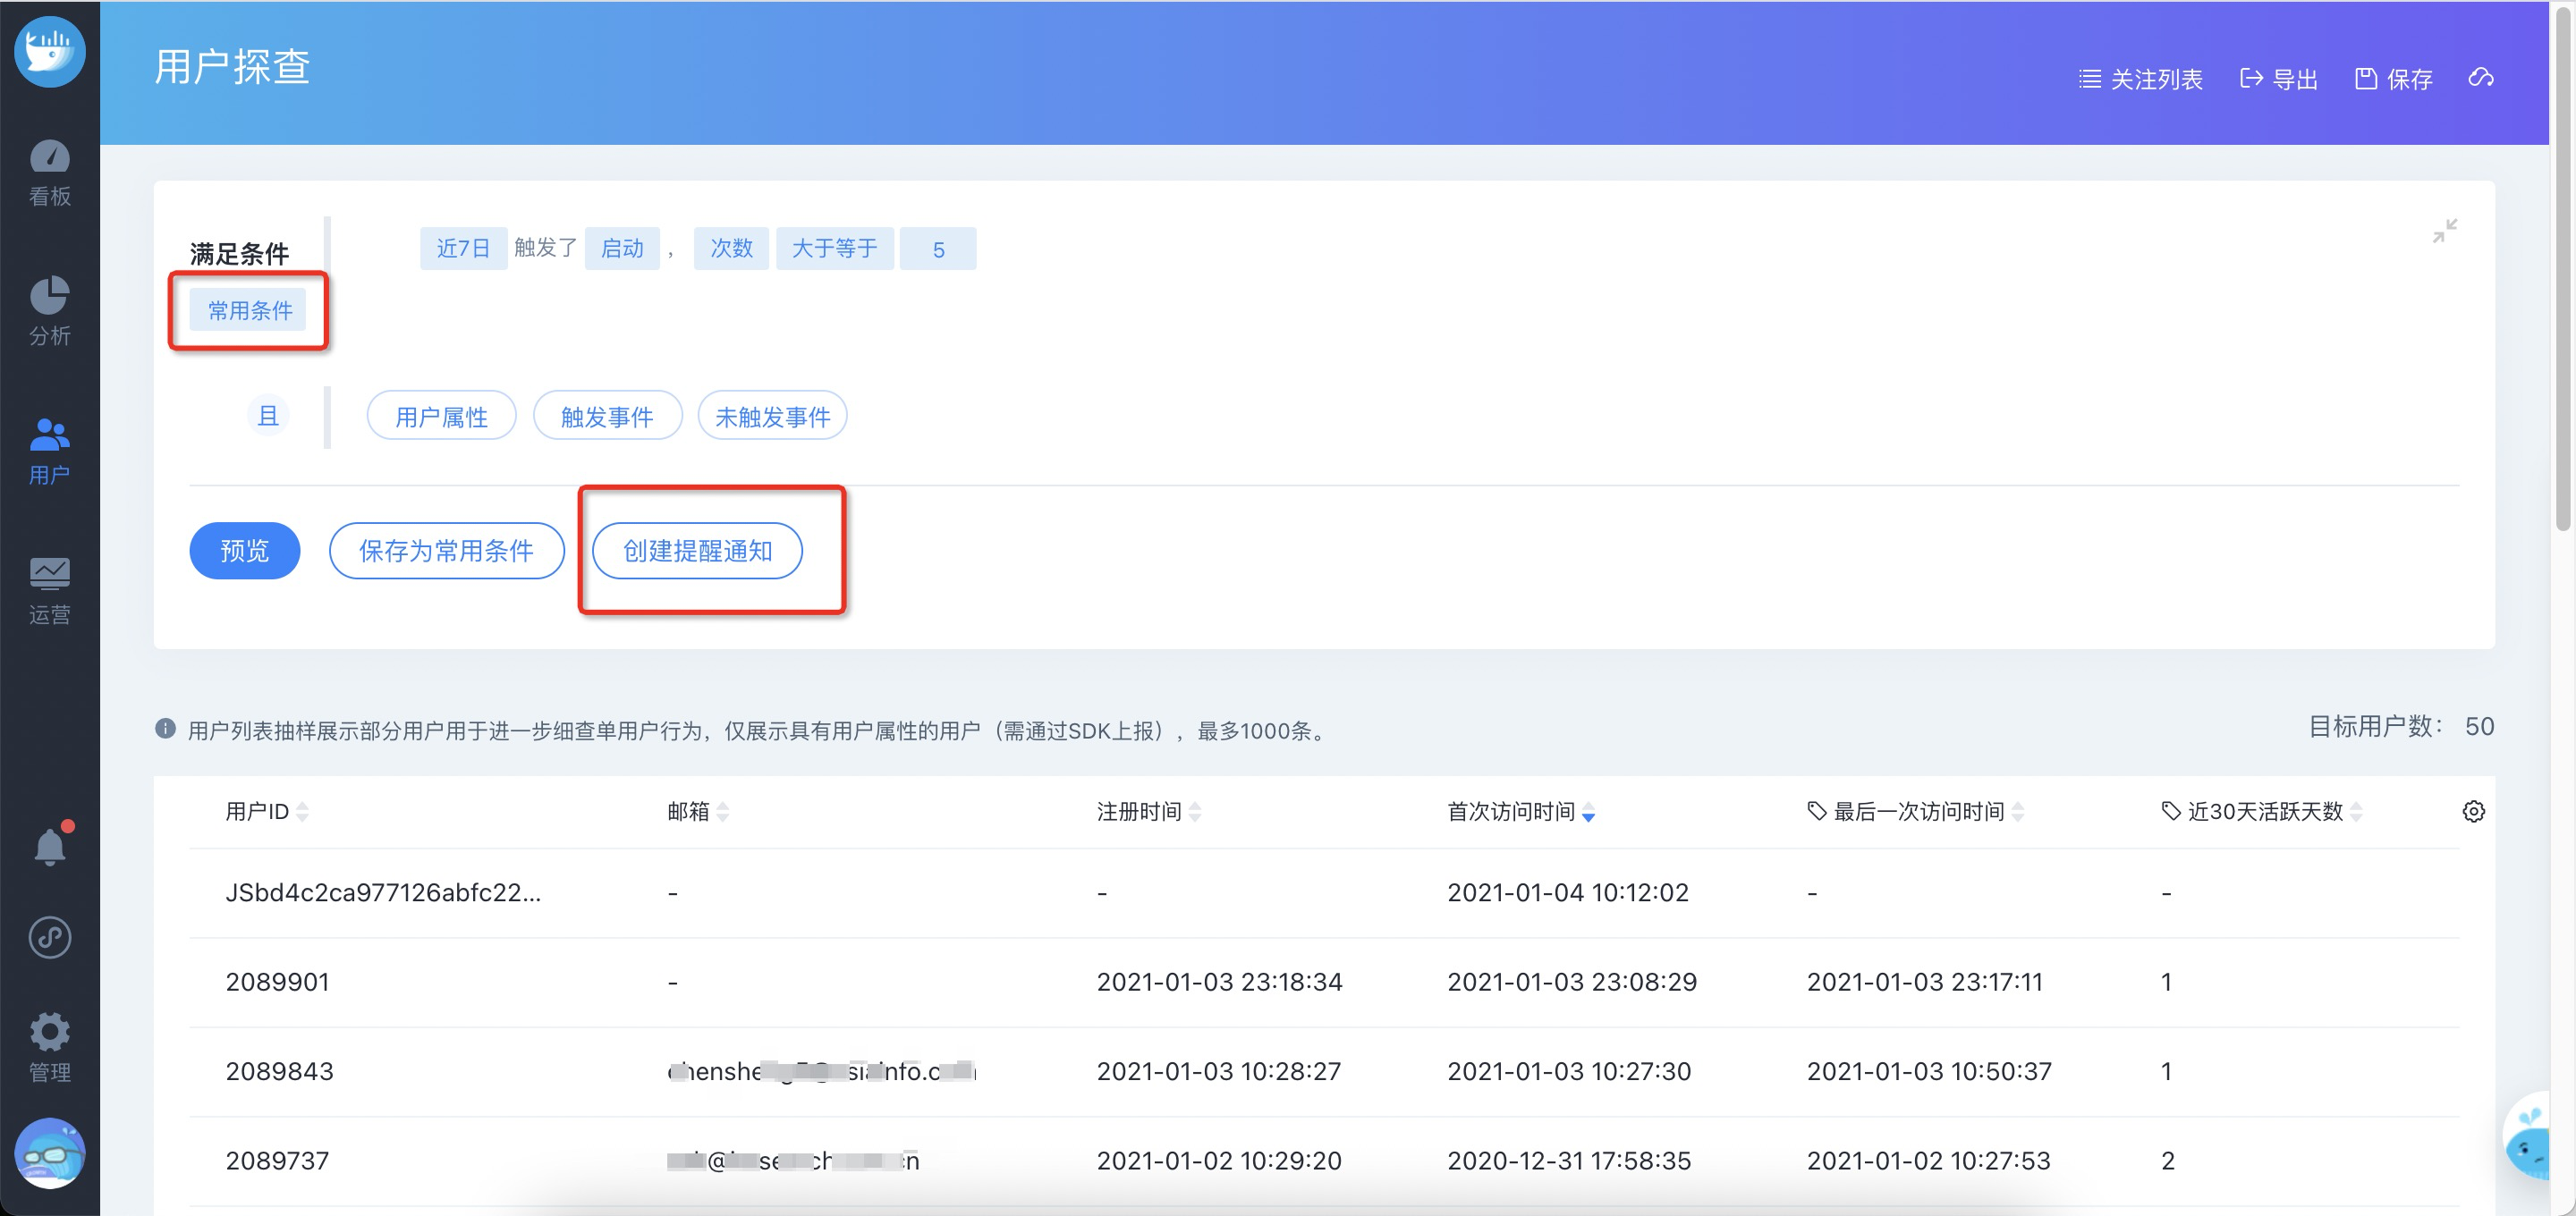 用户探查
关注列表 导出 保存
看板
分析
用户
运营
管理
满足条件
常用条件
近7日 触发了 启动 ， 次数 大于等于 5
且 用户属性 触发事件 未触发事件
预览 保存为常用条件 创建提醒通知
用户列表抽样展示部分用户用于进一步细查单用户行为，仅展示具有用户属性的用户（需通过SDK上报），最多1000条。
目标用户数： 50
用户ID 邮箱 注册时间 首次访问时间 最后一次访问时间 近30天活跃天数
JSbd4c2ca977126abfc22... - - 2021-01-04 10:12:02 - -
2089901 - 2021-01-03 23:18:34 2021-01-03 23:08:29 2021-01-03 23:17:11 1
2089843 2021-01-03 10:28:27 2021-01-03 10:27:30 2021-01-03 10:50:37 1
2089737 2021-01-02 10:29:20 2020-12-31 17:58:35 2021-01-02 10:27:53 2